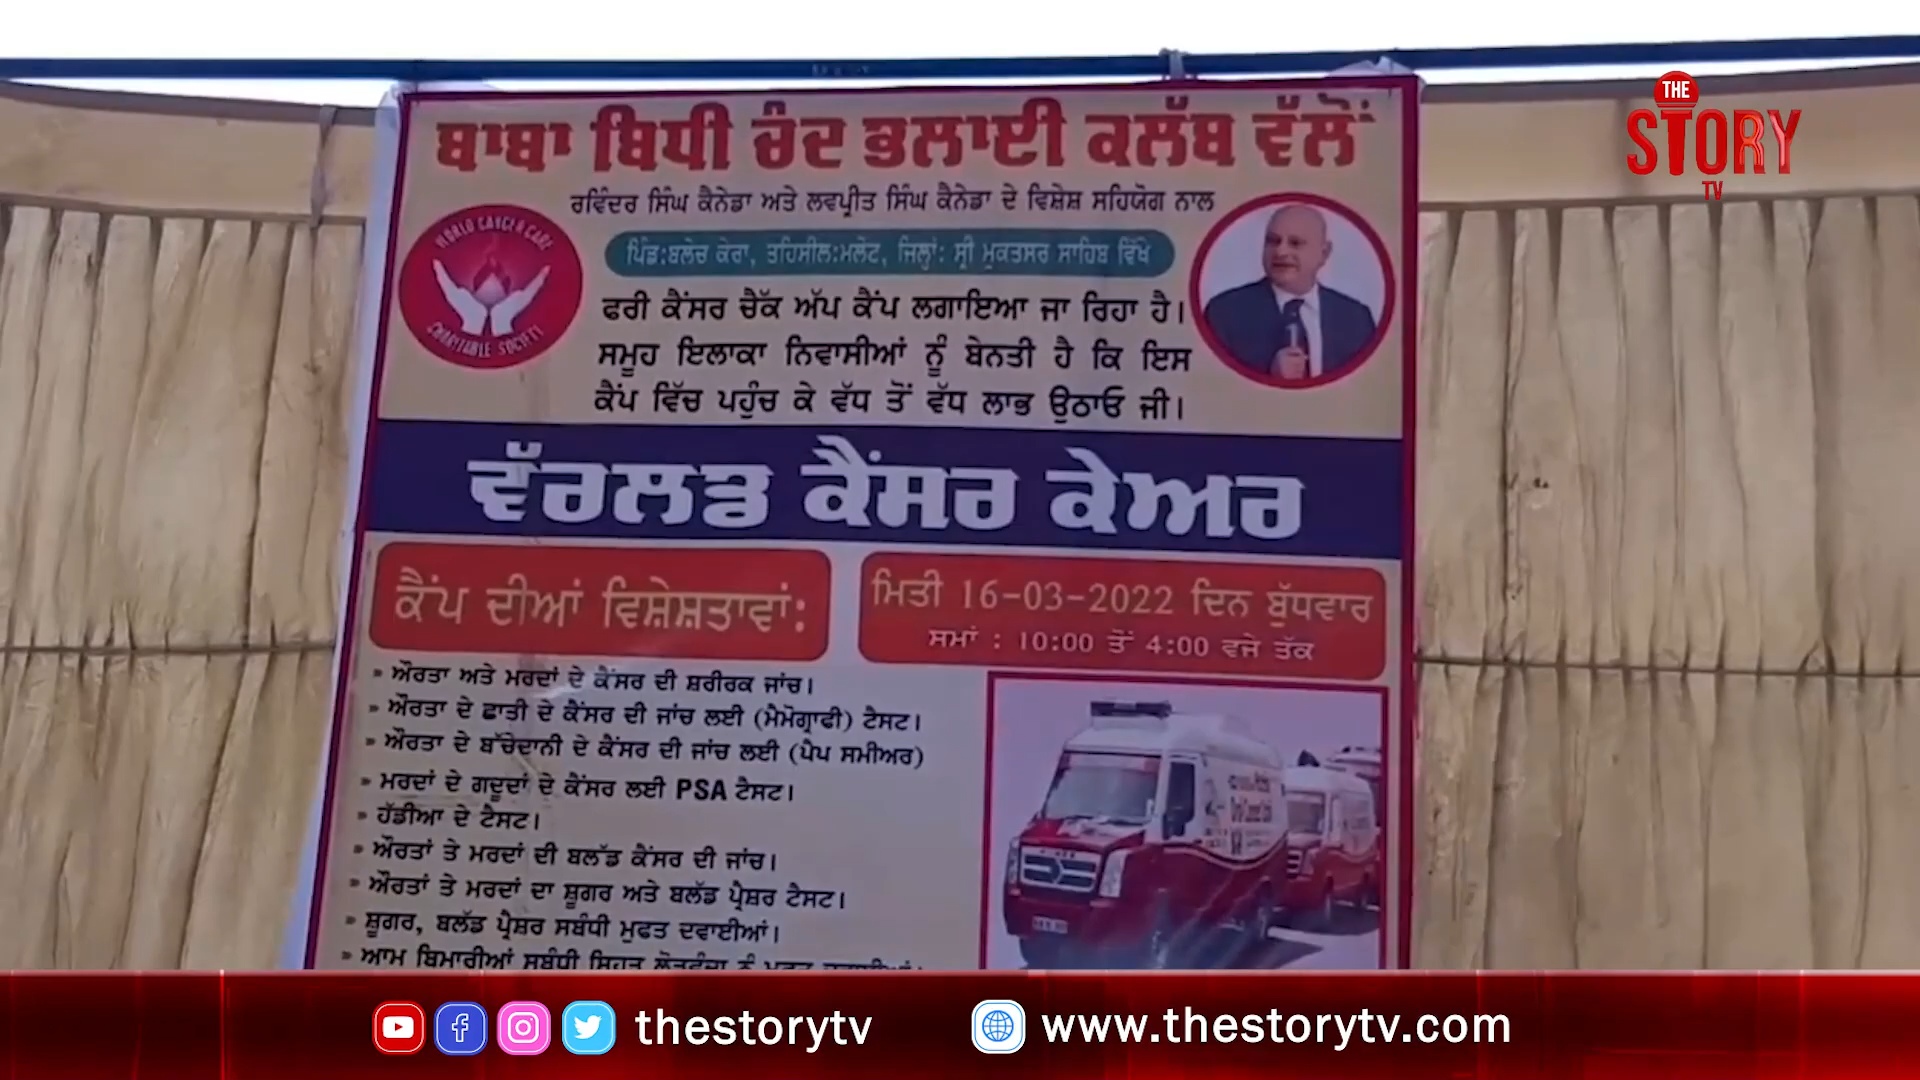 ਬਾਬਾ ਬਿਧੀ ਚੰਦ ਭਲਾਈ ਕਲੱਬ ਵੱਲੋਂ
ਰਵਿੰਦਰ ਸਿੰਘ ਕੈਨੇਡਾ ਅਤੇ ਲਵਪ੍ਰੀਤ ਸਿੰਘ ਕੈਨੇਡਾ ਦੇ ਵਿਸ਼ੇਸ਼ ਸਹਿਯੋਗ ਨਾਲ
ਪਿੰਡ:ਬਲੋਚ ਕੇਰਾ, ਤਹਿਸੀਲ:ਮਲੋਟ, ਜਿਲ੍ਹਾਂ: ਸ੍ਰੀ ਮੁਕਤਸਰ ਸਾਹਿਬ ਵਿੱਖੇ
WORLD CANCER CARE
CHARITABLE SOCIETY
ਫਰੀ ਕੈਂਸਰ ਚੈੱਕ ਅੱਪ ਕੈਂਪ ਲਗਾਇਆ ਜਾ ਰਿਹਾ ਹੈ।
ਸਮੂਹ ਇਲਾਕਾ ਨਿਵਾਸੀਆਂ ਨੂੰ ਬੇਨਤੀ ਹੈ ਕਿ ਇਸ
ਕੈਂਪ ਵਿੱਚ ਪਹੁੰਚ ਕੇ ਵੱਧ ਤੋਂ ਵੱਧ ਲਾਭ ਉਠਾਓ ਜੀ।
ਵੱਰਲਡ ਕੈਂਸਰ ਕੇਅਰ
ਕੈਂਪ ਦੀਆਂ ਵਿਸ਼ੇਸ਼ਤਾਵਾਂ:
ਮਿਤੀ 16-03-2022 ਦਿਨ ਬੁੱਧਵਾਰ
ਸਮਾਂ : 10:00 ਤੋਂ 4:00 ਵਜੇ ਤੱਕ
» ਔਰਤਾ ਅਤੇ ਮਰਦਾਂ ਦੇ ਕੈਂਸਰ ਦੀ ਸ਼ਰੀਰਕ ਜਾਂਚ।
» ਔਰਤਾ ਦੇ ਛਾਤੀ ਦੇ ਕੈਂਸਰ ਦੀ ਜਾਂਚ ਲਈ (ਮੈਮੋਗ੍ਰਾਫੀ) ਟੈਸਟ।
» ਔਰਤਾ ਦੇ ਬੱਚੇਦਾਨੀ ਦੇ ਕੈਂਸਰ ਦੀ ਜਾਂਚ ਲਈ (ਪੈਪ ਸਮੀਅਰ)
» ਮਰਦਾਂ ਦੇ ਗਦੂਦਾਂ ਦੇ ਕੈਂਸਰ ਲਈ PSA ਟੈਸਟ।
» ਹੱਡੀਆ ਦੇ ਟੈਸਟ।
» ਔਰਤਾਂ ਤੇ ਮਰਦਾਂ ਦੀ ਬਲੱਡ ਕੈਂਸਰ ਦੀ ਜਾਂਚ।
» ਔਰਤਾਂ ਤੇ ਮਰਦਾਂ ਦਾ ਸ਼ੂਗਰ ਅਤੇ ਬਲੱਡ ਪ੍ਰੈਸ਼ਰ ਟੈਸਟ।
» ਸ਼ੂਗਰ, ਬਲੱਡ ਪ੍ਰੈਸ਼ਰ ਸਬੰਧੀ ਮੁਫਤ ਦਵਾਈਆਂ।
» ਆਮ ਬਿਮਾਰੀਆਂ ਸਬੰਧੀ
THE
STORY
TV
thestorytv
www.thestorytv.com